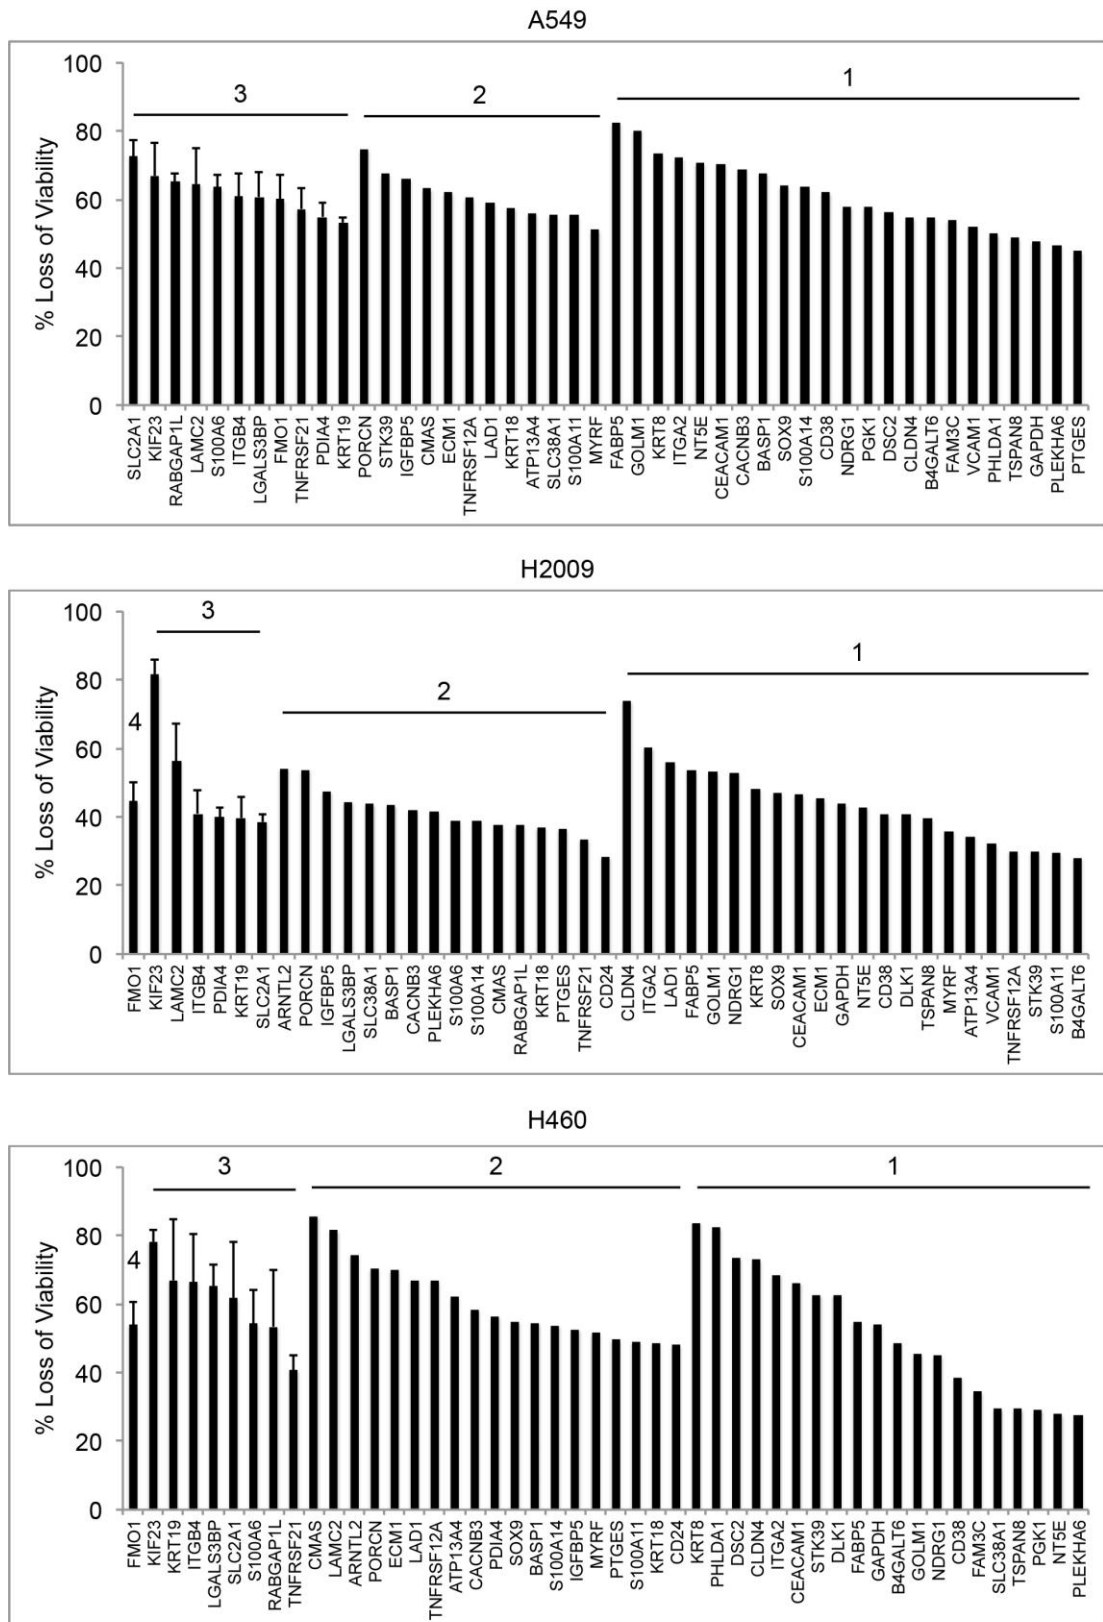 A549
% Loss of Viability
100
80
60
40
20
0
3
2
1
SLC2A1
KIF23
RABGAP1L
LAMC2
S100A6
ITGB4
LGALS3BP
FMO1
TNFRSF21
PDIA4
KRT19
PORCN
STK39
IGFBP5
CMAS
ECM1
TNFRSF12A
LAD1
KRT18
ATP13A4
SLC38A1
S100A11
MYRF
FABP5
GOLM1
KRT8
ITGA2
NT5E
CEACAM1
CACNB3
BASP1
SOX9
S100A14
CD38
NDRG1
PGK1
DSC2
CLDN4
B4GALT6
FAM3C
VCAM1
PHLDA1
TSPAN8
GAPDH
PLEKHA6
PTGES
H2009
% Loss of Viability
100
80
60
40
20
0
4
3
2
1
FMO1
KIF23
LAMC2
ITGB4
PDIA4
KRT19
SLC2A1
ARNTL2
PORCN
IGFBP5
LGALS3BP
SLC38A1
BASP1
CACNB3
PLEKHA6
S100A6
S100A14
CMAS
RABGAP1L
KRT18
PTGES
TNFRSF21
CD24
CLDN4
ITGA2
LAD1
FABP5
GOLM1
NDRG1
KRT8
SOX9
CEACAM1
ECM1
GAPDH
NT5E
CD38
DLK1
TSPAN8
MYRF
ATP13A4
VCAM1
TNFRSF12A
STK39
S100A11
B4GALT6
H460
% Loss of Viability
100
80
60
40
20
0
4
3
2
1
FMO1
KIF23
KRT19
ITGB4
LGALS3BP
SLC2A1
S100A6
RABGAP1L
TNFRSF21
CMAS
LAMC2
ARNTL2
PORCN
ECM1
LAD1
TNFRSF12A
ATP13A4
CACNB3
PDIA4
SOX9
BASP1
S100A14
IGFBP5
MYRF
PTGES
S100A11
KRT18
CD24
KRT8
PHLDA1
DSC2
CLDN4
ITGA2
CEACAM1
STK39
DLK1
FABP5
GAPDH
B4GALT6
GOLM1
NDRG1
CD38
FAM3C
SLC38A1
TSPAN8
PGK1
NT5E
PLEKHA6